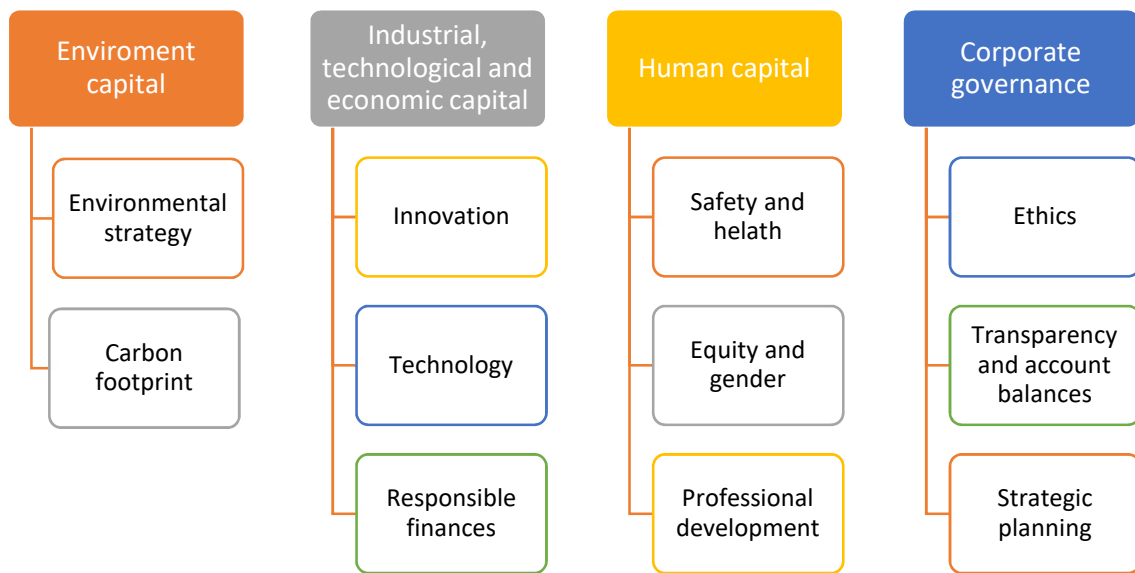 Enviroment
capital
Environmental
strategy
Carbon
footprint
Industrial,
technological and
economic capital
Innovation
Technology
Responsible
finances
Human capital
Safety and
helath
Equity and
gender
Professional
development
Corporate
governance
Ethics
Transparency
and account
balances
Strategic
planning